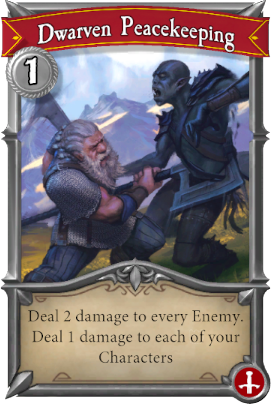 Dwarven Peacekeeping
1
Deal 2 damage to every Enemy.
Deal 1 damage to each of your
Characters